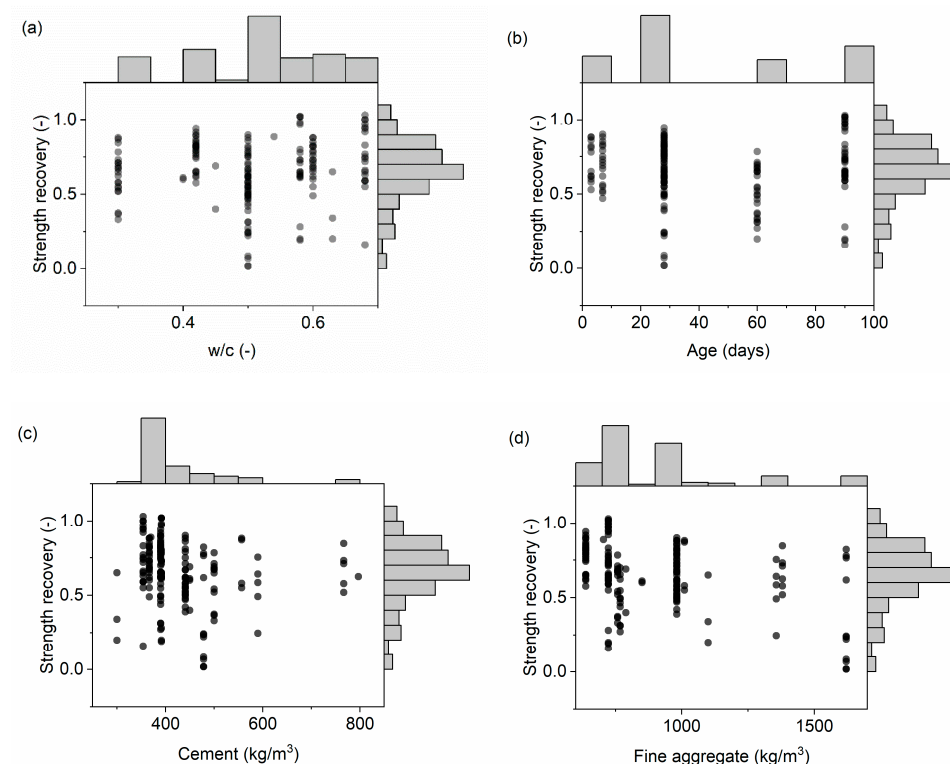 (a)
Strength recovery (-)
1.0
0.5
0.0
0.4
0.6
w/c (-)
(b)
Strength recovery (-)
1.0
0.5
0.0
0
20
40
60
80
100
Age (days)
(c)
Strength recovery (-)
1.0
0.5
0.0
400
600
800
Cement (kg/m³)
(d)
Strength recovery (-)
1.0
0.5
0.0
1000
1500
Fine aggregate (kg/m³)